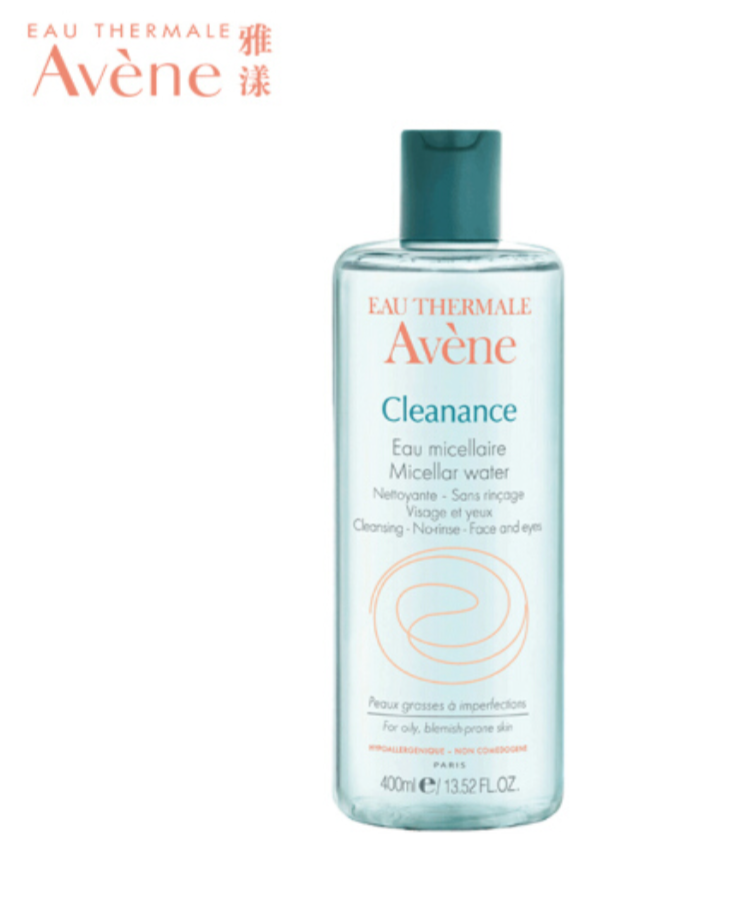 EAU THERMALE
Avène
雅漾
EAU THERMALE
Avène
Cleanance
Eau micellaire
Micellar water
Nettoyante - Sans rinçage
Visage et yeux
Cleansing - No-rinse - Face and eyes
Peaux grasses à imperfections
For oily, blemish-prone skin
HYPOALLERGENIQUE - NON COMEDOGENE
PARIS
400ml e/ 13.52 FL.OZ.